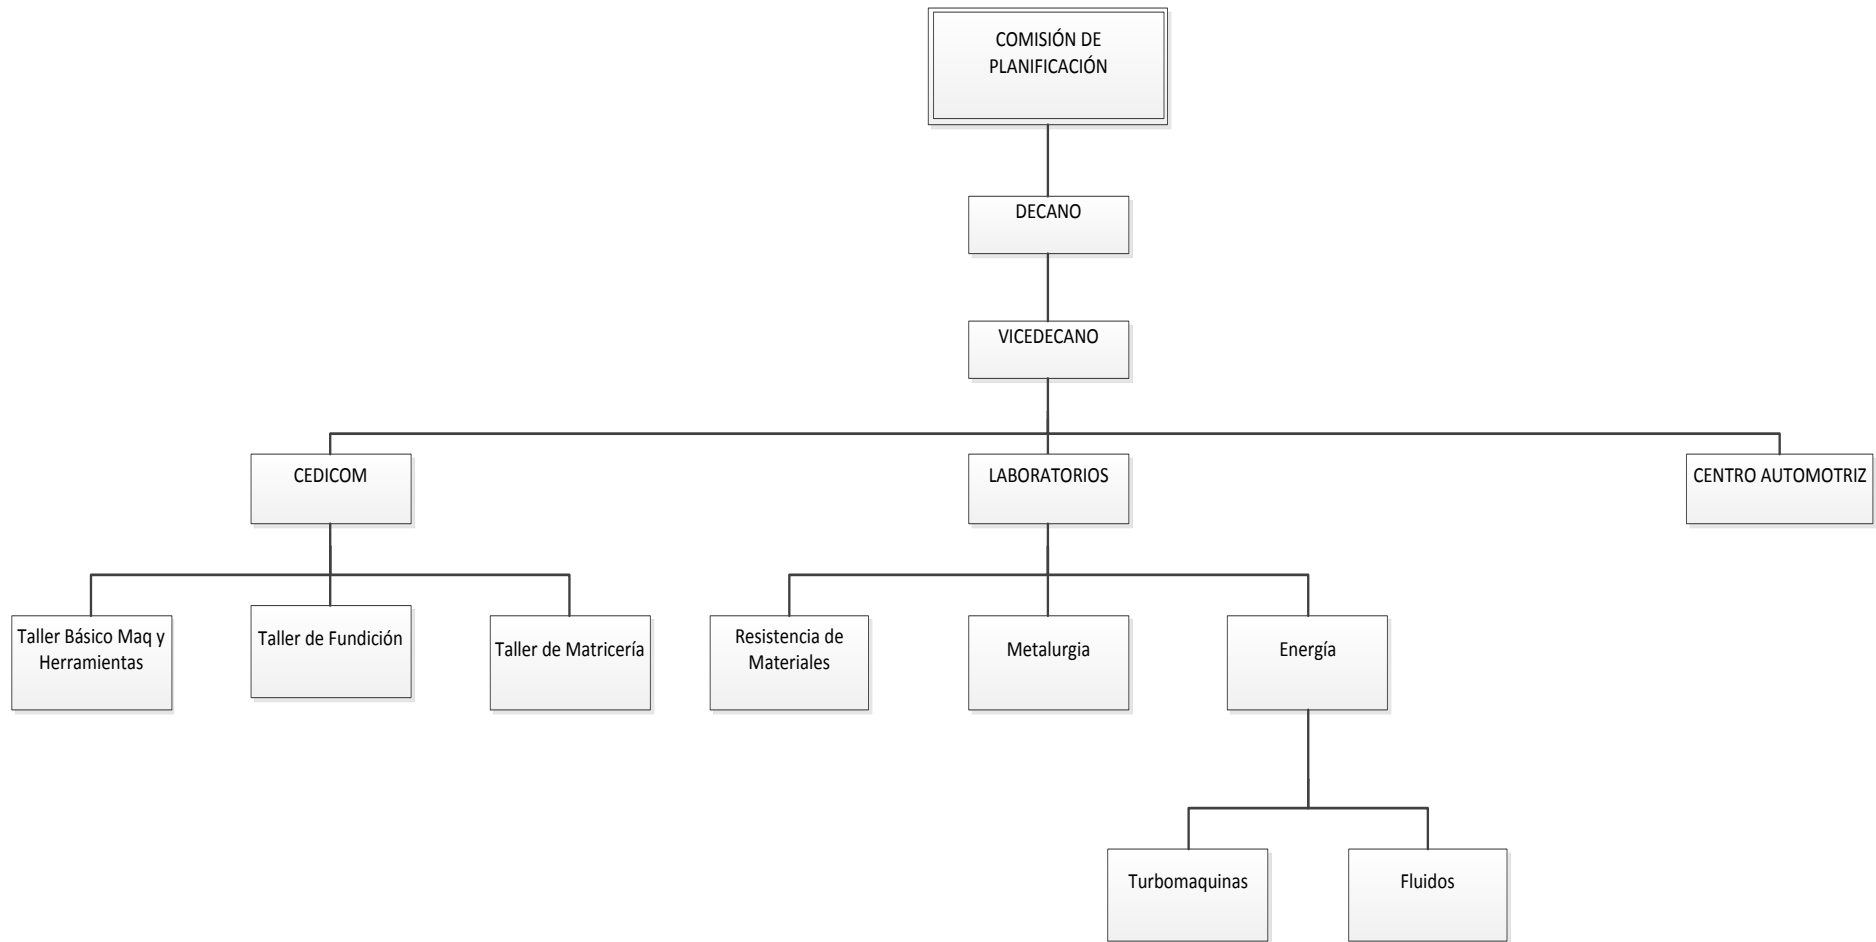 COMISIÓN DE
PLANIFICACIÓN
DECANO
VICEDECANO
CEDICOM
LABORATORIOS
CENTRO AUTOMOTRIZ
Taller Básico Maq y
Herramientas
Taller de Fundición
Taller de Matricería
Resistencia de
Materiales
Metalurgia
Energía
Turbomaquinas
Fluidos